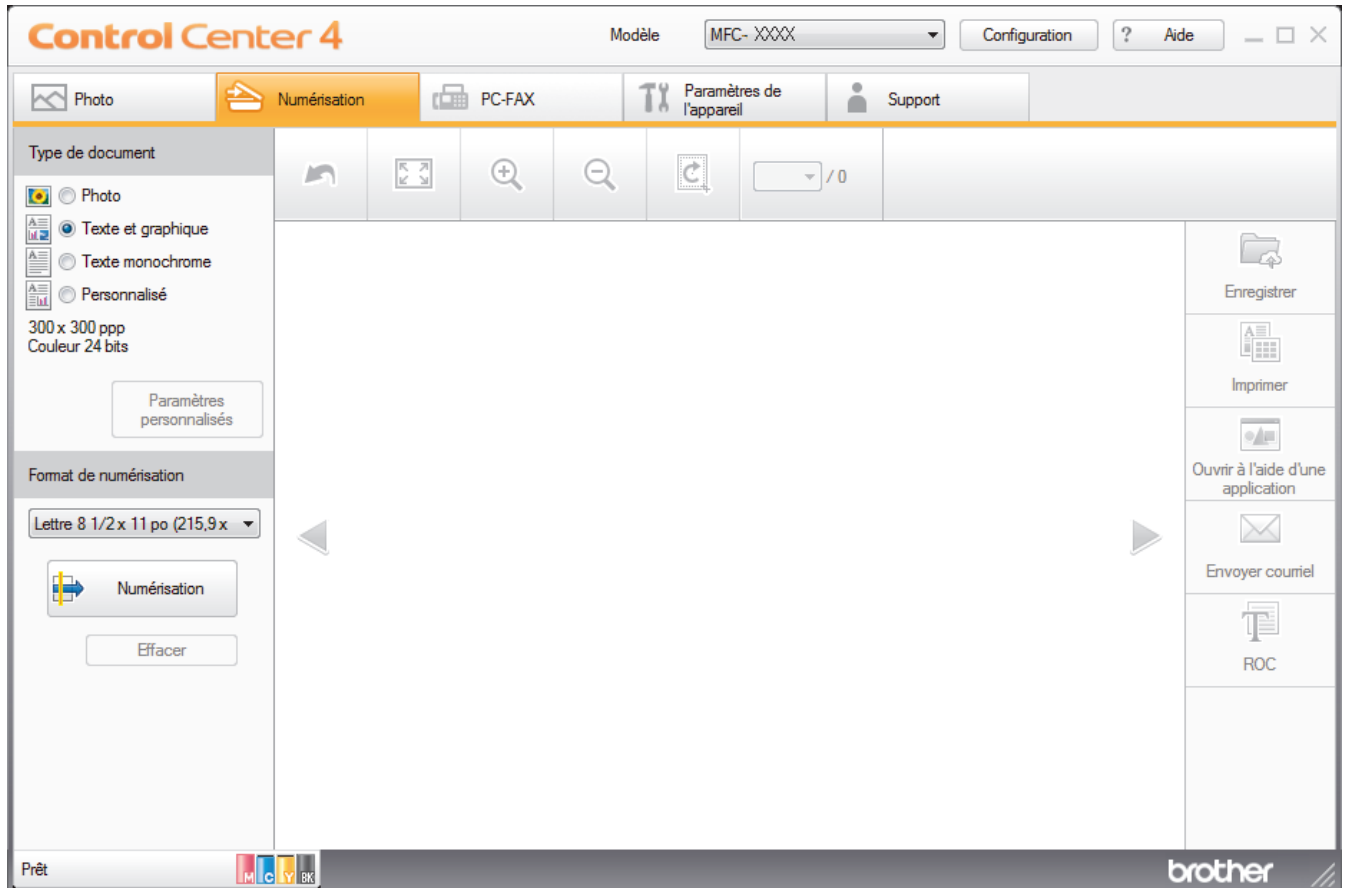 Control Center 4
Modèle
MFC- XXXX
Configuration
? Aide
Photo
Numérisation
PC-FAX
Paramètres de
l'appareil
Support
Type de document
Photo
Texte et graphique
Texte monochrome
Personnalisé
300 x 300 ppp
Couleur 24 bits
Paramètres
personnalisés
Format de numérisation
Lettre 8 1/2 x 11 po (215,9 x
Numérisation
Effacer
/ 0
Enregistrer
Imprimer
Ouvrir à l'aide d'une
application
Envoyer courriel
ROC
Prêt
M C Y BK
brother